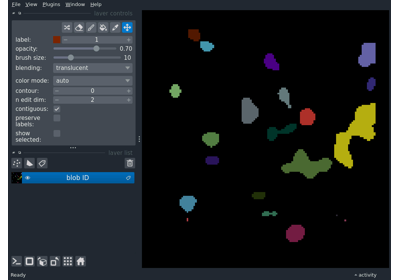 File View Plugins Window Help
layer controls
label: 1
opacity: 0.70
brush size: 10
blending: translucent
color mode: auto
contour: 0
n edit dim: 2
contiguous:
preserve
labels:
show
selected:
layer list
blob ID
Ready activity